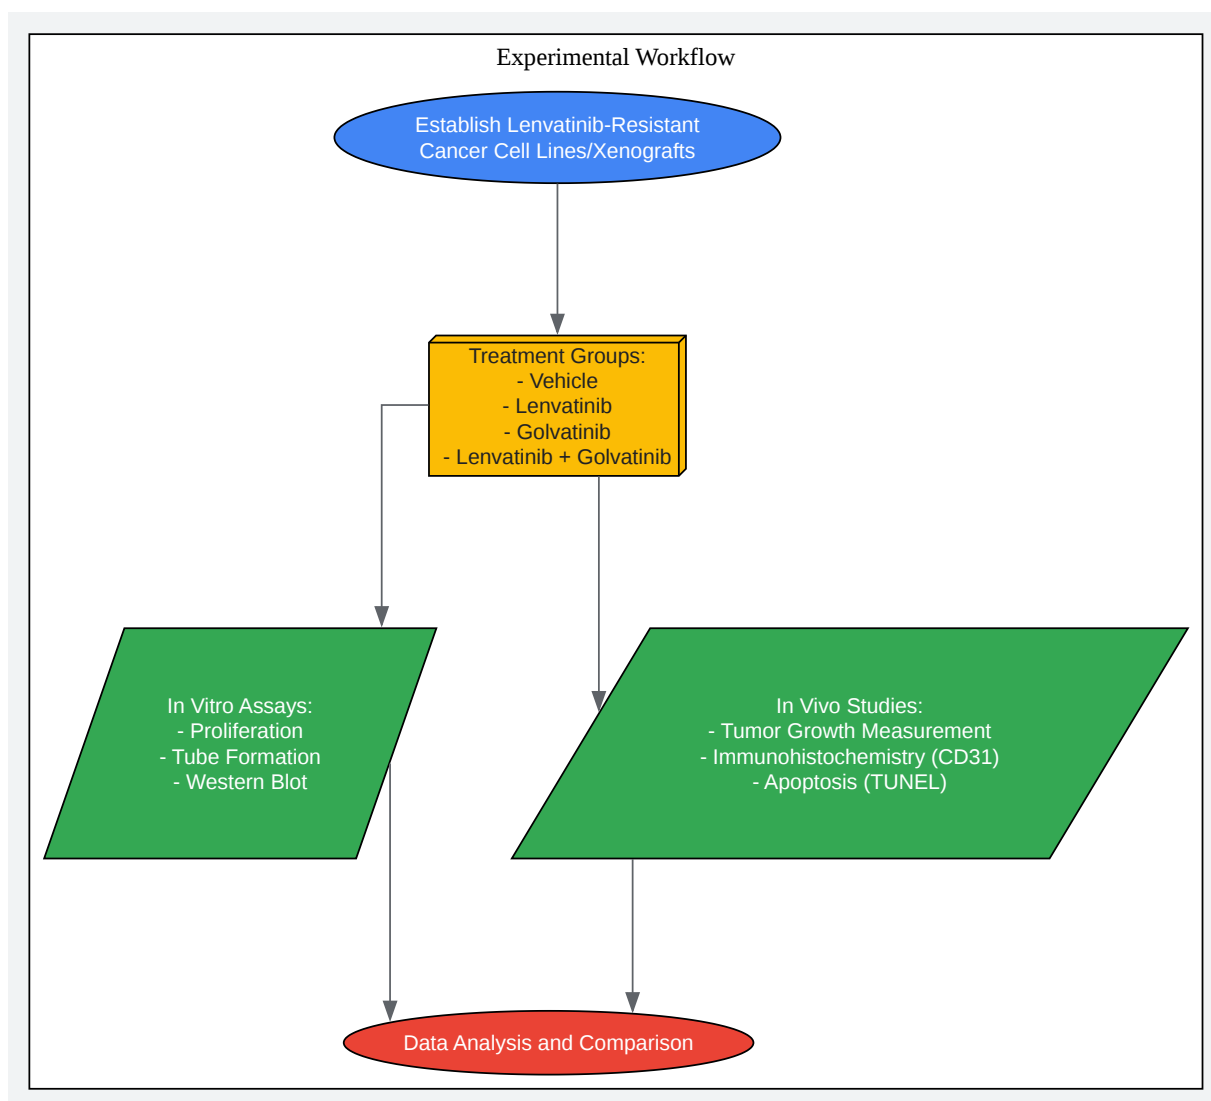 Experimental Workflow
Establish Lenvatinib-Resistant
Cancer Cell Lines/Xenografts
Treatment Groups:
- Vehicle
- Lenvatinib
- Golvatinib
- Lenvatinib + Golvatinib
In Vitro Assays:
- Proliferation
- Tube Formation
- Western Blot
In Vivo Studies:
- Tumor Growth Measurement
- Immunohistochemistry (CD31)
- Apoptosis (TUNEL)
Data Analysis and Comparison